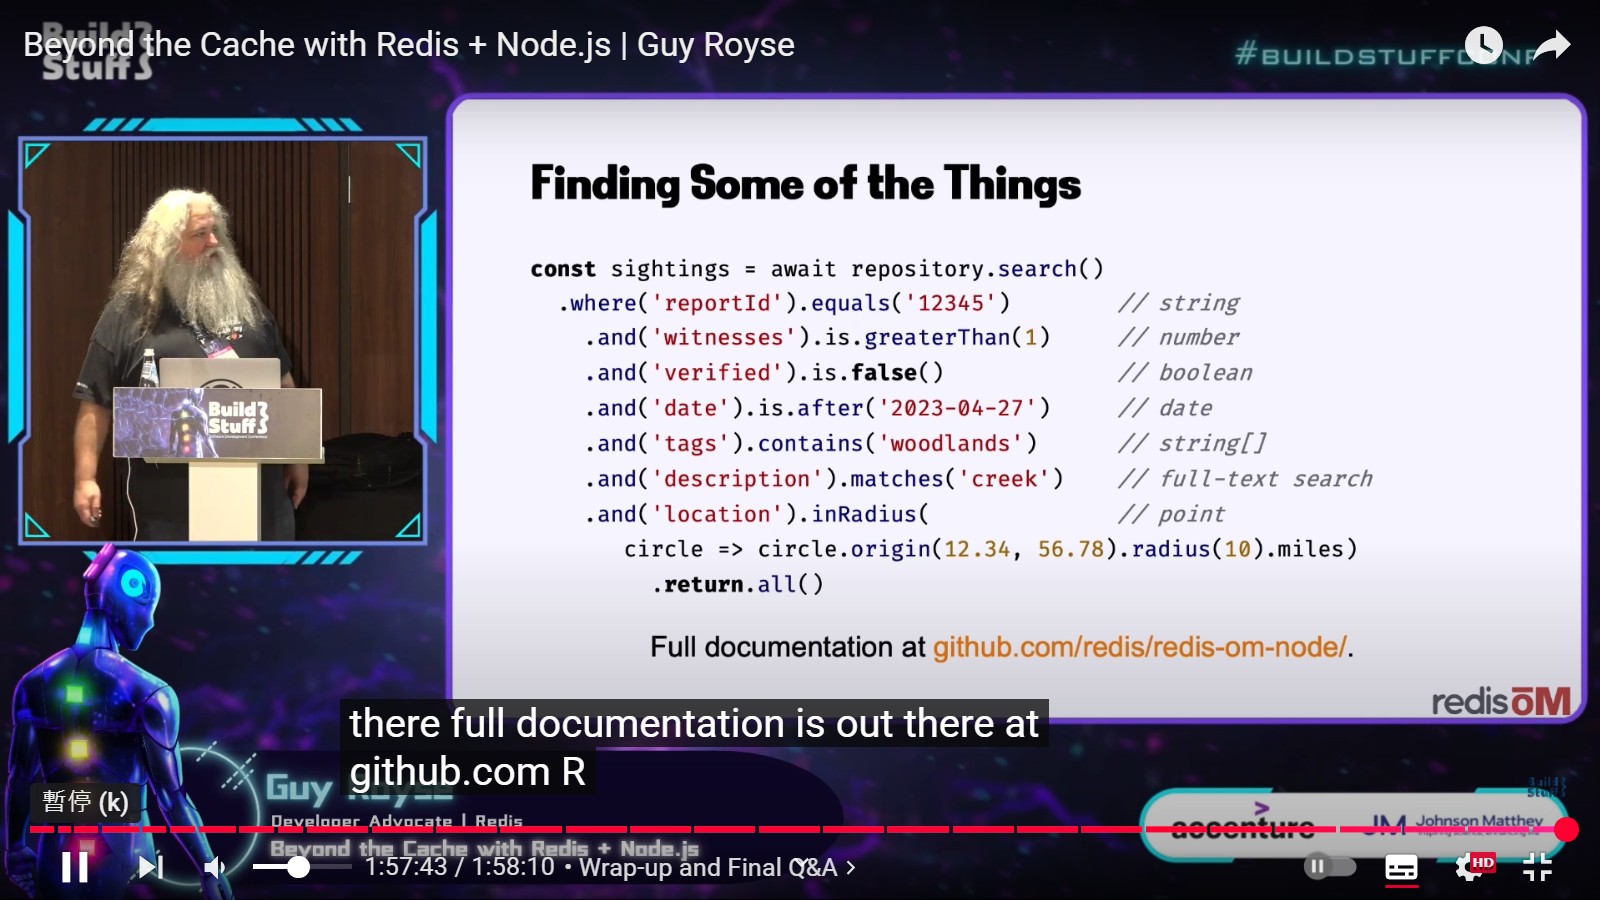 Beyond the Cache with Redis + Node.js | Guy Royse
Build
Stuff
#BUILDSTUFFCONF
Finding Some of the Things
const sightings = await repository.search()
.where('reportId').equals('12345') // string
.and('witnesses').is.greaterThan(1) // number
.and('verified').is.false() // boolean
.and('date').is.after('2023-04-27') // date
.and('tags').contains('woodlands') // string[]
.and('description').matches('creek') // full-text search
.and('location').inRadius( // point
circle => circle.origin(12.34, 56.78).radius(10).miles)
.return.all()
Full documentation at github.com/redis/redis-om-node/.
redis OM
Build
Stuff
there full documentation is out there at
github.com R
Guy Royse
Developer Advocate | Redis
Beyond the Cache with Redis + Node.js
暫停 (k)
Build
Stuff
accenture
JM Johnson Matthey
1:57:43 / 1:58:10 • Wrap-up and Final Q&A >
HD